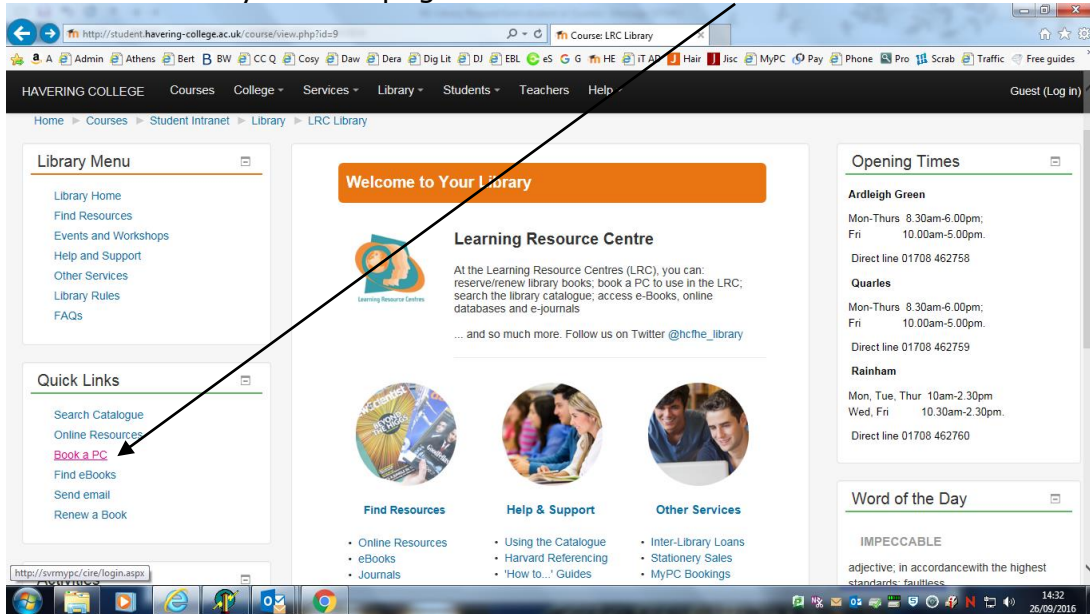 http://student.havering-college.ac.uk/course/view.php?id=9
Course: LRC Library
A Admin Athens Bert BW CC Q Cosy Daw Dera Dig Lit DJ EBL eS G HE iT AD Hair Jisc MyPC Pay Phone Pro Scrab Traffic Free guides
HAVERING COLLEGE Courses College Services Library Students Teachers Help Guest (Log in)
Home Courses Student Intranet Library LRC Library
Library Menu
Library Home
Find Resources
Events and Workshops
Help and Support
Other Services
Library Rules
FAQs
Quick Links
Search Catalogue
Online Resources
Book a PC
Find eBooks
Send email
Renew a Book
Activities
http://svrmypc/cire/login.aspx
Welcome to Your Library
Learning Resource Centres
Learning Resource Centre
At the Learning Resource Centres (LRC), you can:
reserve/renew library books; book a PC to use in the LRC;
search the library catalogue; access e-Books, online
databases and e-journals
... and so much more. Follow us on Twitter @hcfhe_library
Find Resources
• Online Resources
• eBooks
• Journals
Help & Support
• Using the Catalogue
• Harvard Referencing
• 'How to...' Guides
Other Services
• Inter-Library Loans
• Stationery Sales
• MyPC Bookings
Opening Times
Ardleigh Green
Mon-Thurs 8.30am-6.00pm;
Fri 10.00am-5.00pm.
Direct line 01708 462758
Quarles
Mon-Thurs 8.30am-6.00pm;
Fri 10.00am-5.00pm.
Direct line 01708 462759
Rainham
Mon, Tue, Thur 10am-2.30pm
Wed, Fri 10.30am-2.30pm.
Direct line 01708 462760
Word of the Day
IMPECCABLE
adjective; in accordancewith the highest
standards; faultless
14:32
26/09/2016